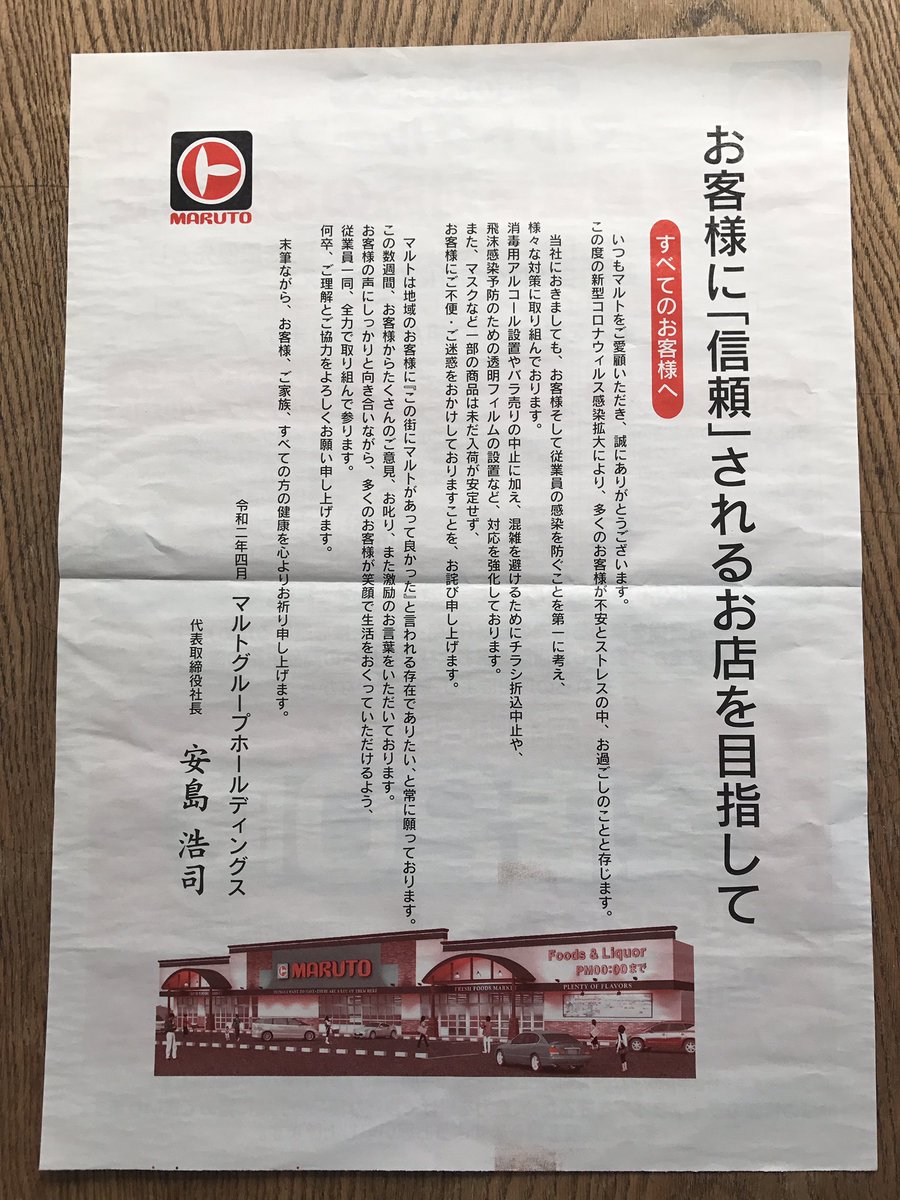 お客様に「信頼」されるお店を目指して
すべてのお客様へ
いつもマルトをご愛顧いただき、誠にありがとうございます。
この度の新型コロナウィルス感染拡大により、多くのお客様が不安とストレスの中、お過ごしのことと存じます。
当社におきましても、お客様そして従業員の感染を防ぐことを第一に考え、
様々な対策に取り組んでおります。
消毒用アルコール設置やバラ売りの中止に加え、混雑を避けるためにチラシ折込中止や、
飛沫感染予防のための透明フィルムの設置など、対応を強化しております。
また、マスクなど一部の商品は未だ入荷が安定せず、
お客様にご不便・ご迷惑をおかけしておりますことを、お詫び申し上げます。
マルトは地域のお客様に『この街にマルトがあって良かった』と言われる存在でありたい、と常に願っております。
この数週間、お客様からたくさんのご意見、お叱り、また激励のお言葉をいただいております。
お客様の声にしっかりと向き合いながら、多くのお客様が笑顔で生活をおくっていただけるよう、
従業員一同、全力で取り組んで参ります。
何卒、ご理解とご協力をよろしくお願い申し上げます。
末筆ながら、お客様、ご家族、すべての方の健康を心よりお祈り申し上げます。
令和二年四月 マルトグループホールディングス
代表取締役社長 安島 浩司
MARUTO
MARUTO
Foods & Liquor
PM00:00まで
FRESH FOODS MARKET
PLENTY OF FLAVORS